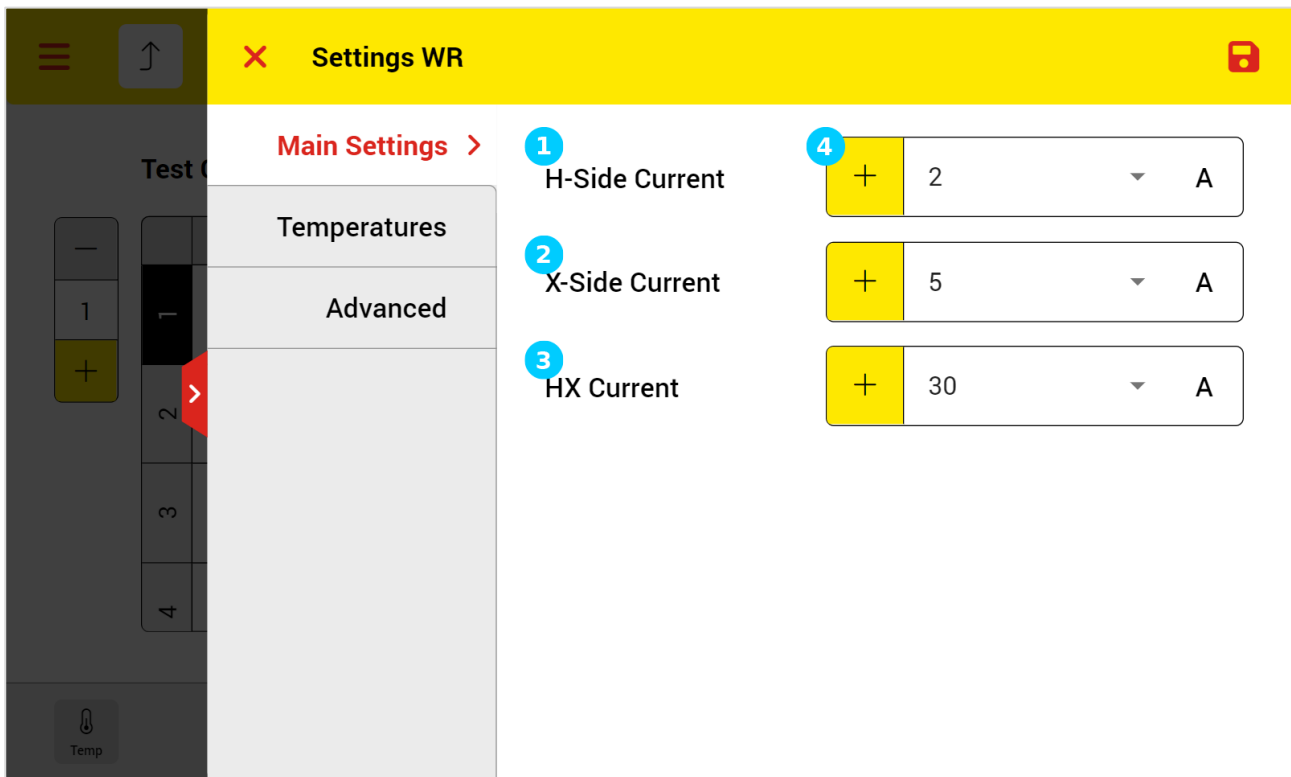 Settings WR
Main Settings
Temperatures
Advanced
1
H-Side Current
4
+
2
A
2
X-Side Current
+
5
A
3
HX Current
+
30
A
Test
1
+
1
2
3
4
Temp